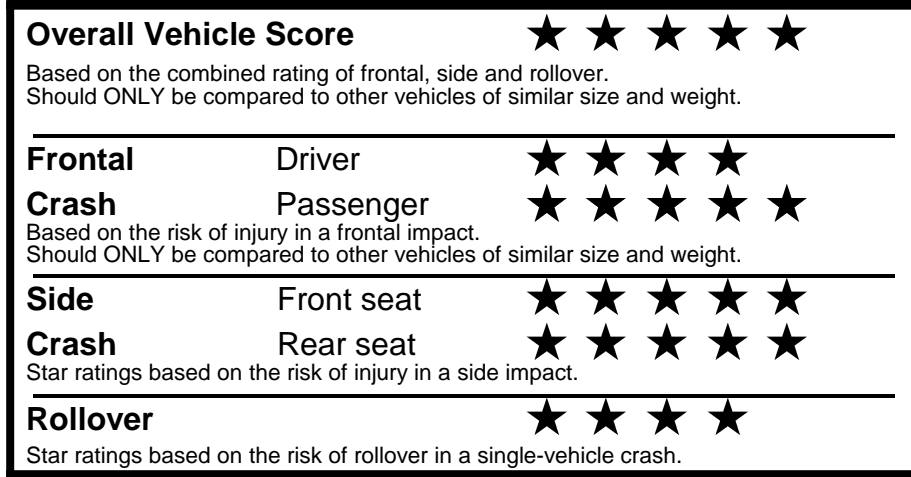 Overall Vehicle Score ★ ★ ★ ★ ★
Based on the combined rating of frontal, side and rollover.
Should ONLY be compared to other vehicles of similar size and weight.
Frontal Driver ★ ★ ★ ★
Crash Passenger ★ ★ ★ ★ ★
Based on the risk of injury in a frontal impact.
Should ONLY be compared to other vehicles of similar size and weight.
Side Front seat ★ ★ ★ ★ ★
Crash Rear seat ★ ★ ★ ★ ★
Star ratings based on the risk of injury in a side impact.
Rollover ★ ★ ★ ★
Star ratings based on the risk of rollover in a single-vehicle crash.